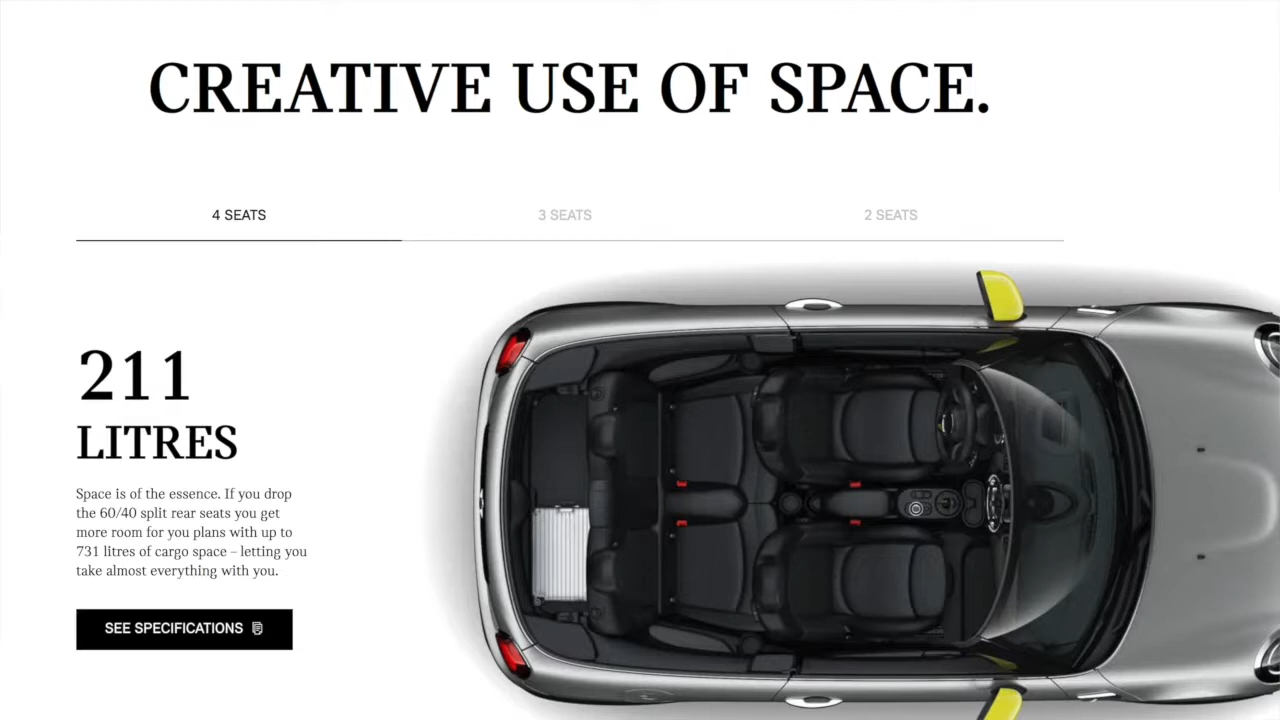 CREATIVE USE OF SPACE.
4 SEATS
3 SEATS
2 SEATS
211
LITRES
Space is of the essence. If you drop
the 60/40 split rear seats you get
more room for you plans with up to
731 litres of cargo space – letting you
take almost everything with you.
SEE SPECIFICATIONS